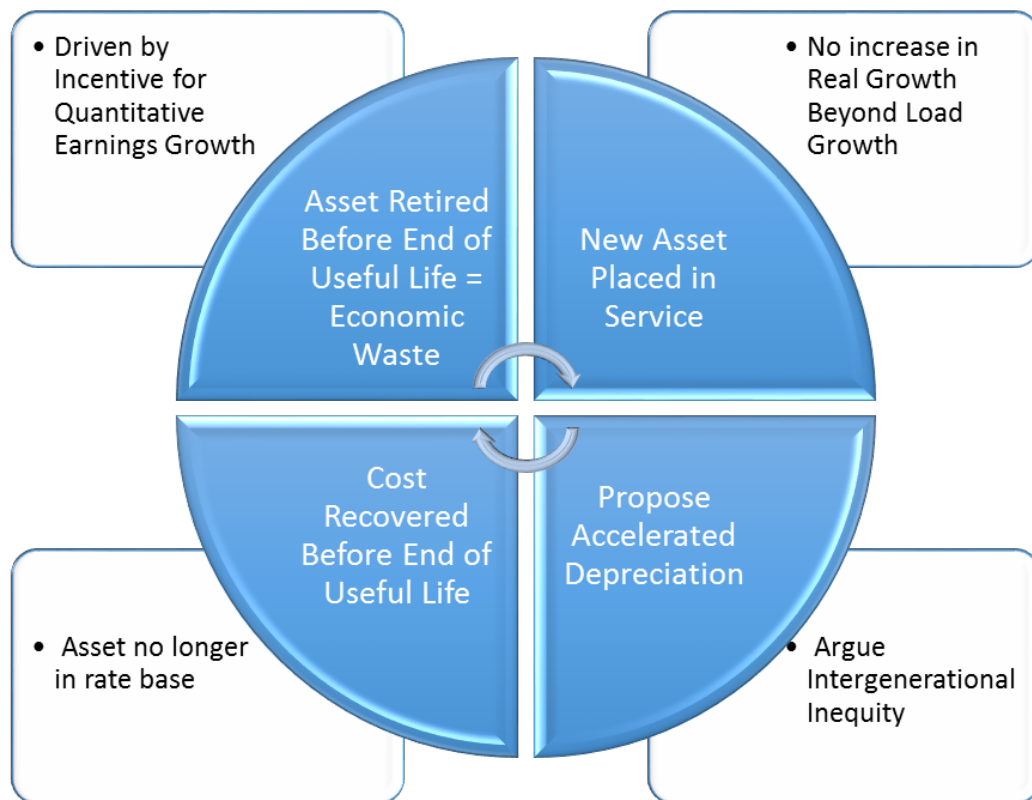 • Driven by
Incentive for
Quantitative
Earnings Growth
• No increase in
Real Growth
Beyond Load
Growth
Asset Retired
Before End of
Useful Life =
Economic
Waste
New Asset
Placed in
Service
Cost
Recovered
Before End of
Useful Life
Propose
Accelerated
Depreciation
• Asset no longer
in rate base
• Argue
Intergenerational
Inequity